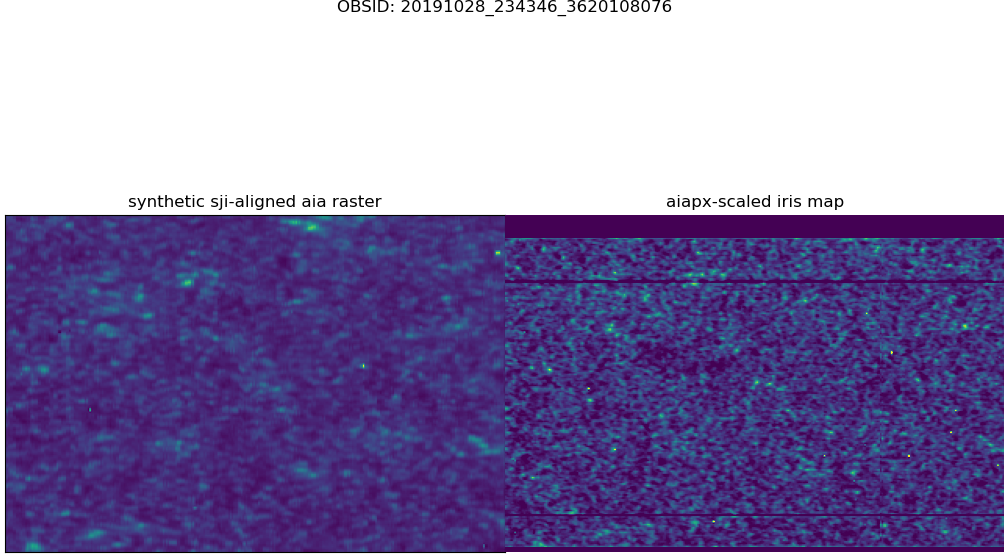 OBSID: 20191028_234346_3620108076
synthetic sji-aligned aia raster
aiapx-scaled iris map